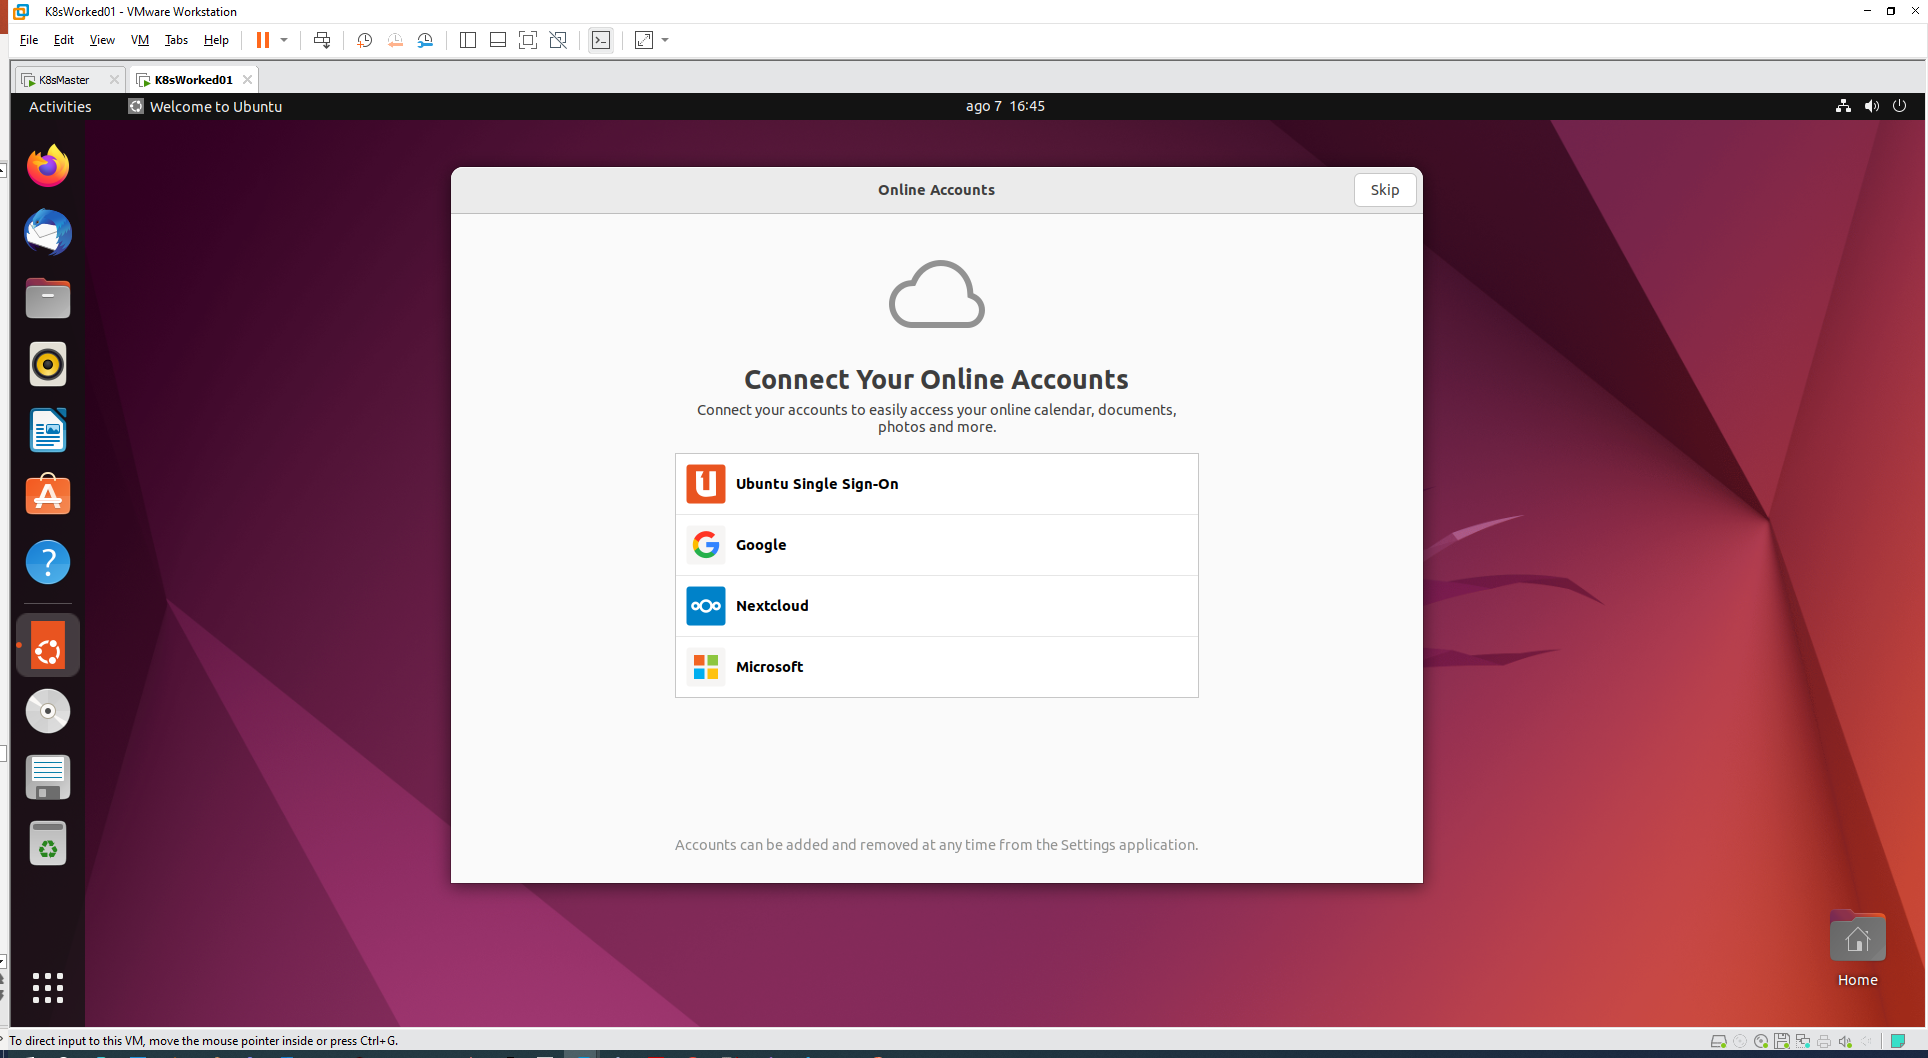 K8sWorked01 - VMware Workstation
File Edit View VM Tabs Help
K8sMaster K8sWorked01
Activities Welcome to Ubuntu ago 7 16:45
Online Accounts Skip
Connect Your Online Accounts
Connect your accounts to easily access your online calendar, documents,
photos and more.
Ubuntu Single Sign-On
Google
Nextcloud
Microsoft
Accounts can be added and removed at any time from the Settings application.
Home
To direct input to this VM, move the mouse pointer inside or press Ctrl+G.